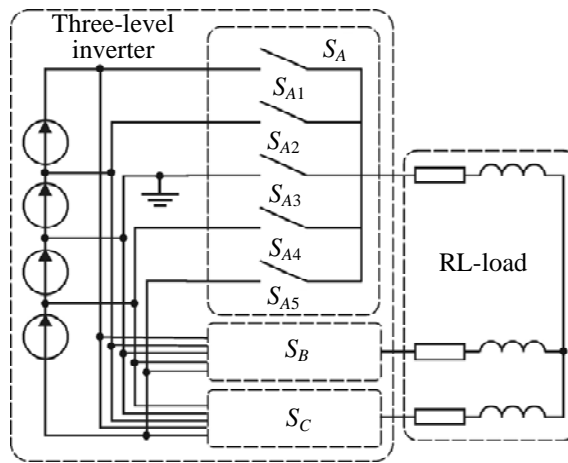 Three-level
inverter
S_A
S_A1
S_A2
S_A3
S_A4
S_A5
RL-load
S_B
S_C